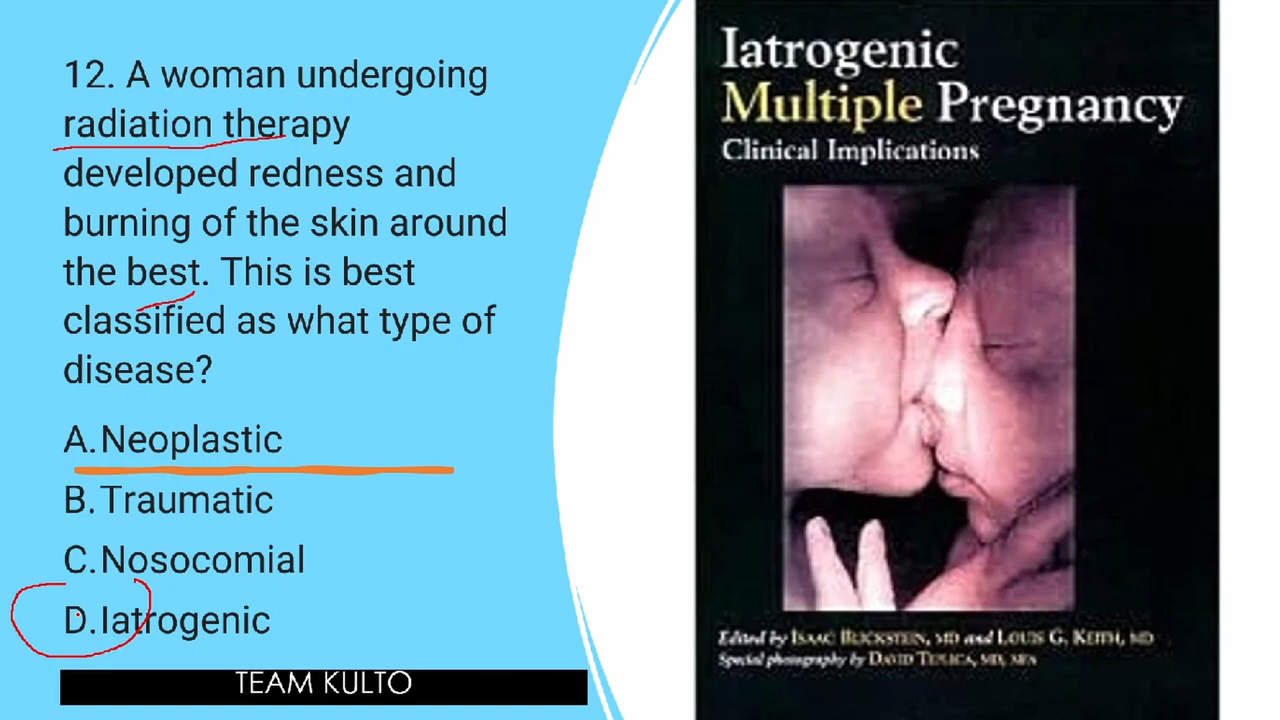 12. A woman undergoing
radiation therapy
developed redness and
burning of the skin around
the best. This is best
classified as what type of
disease?
A. Neoplastic
B. Traumatic
C. Nosocomial
D. Iatrogenic
TEAM KULTO
Iatrogenic
Multiple Pregnancy
Clinical Implications
Edited by ISAAC BLICKSTEIN, MD and LOUIS G. KEITH, MD
Special photography by DAVID TEPLICA, MD, MFA